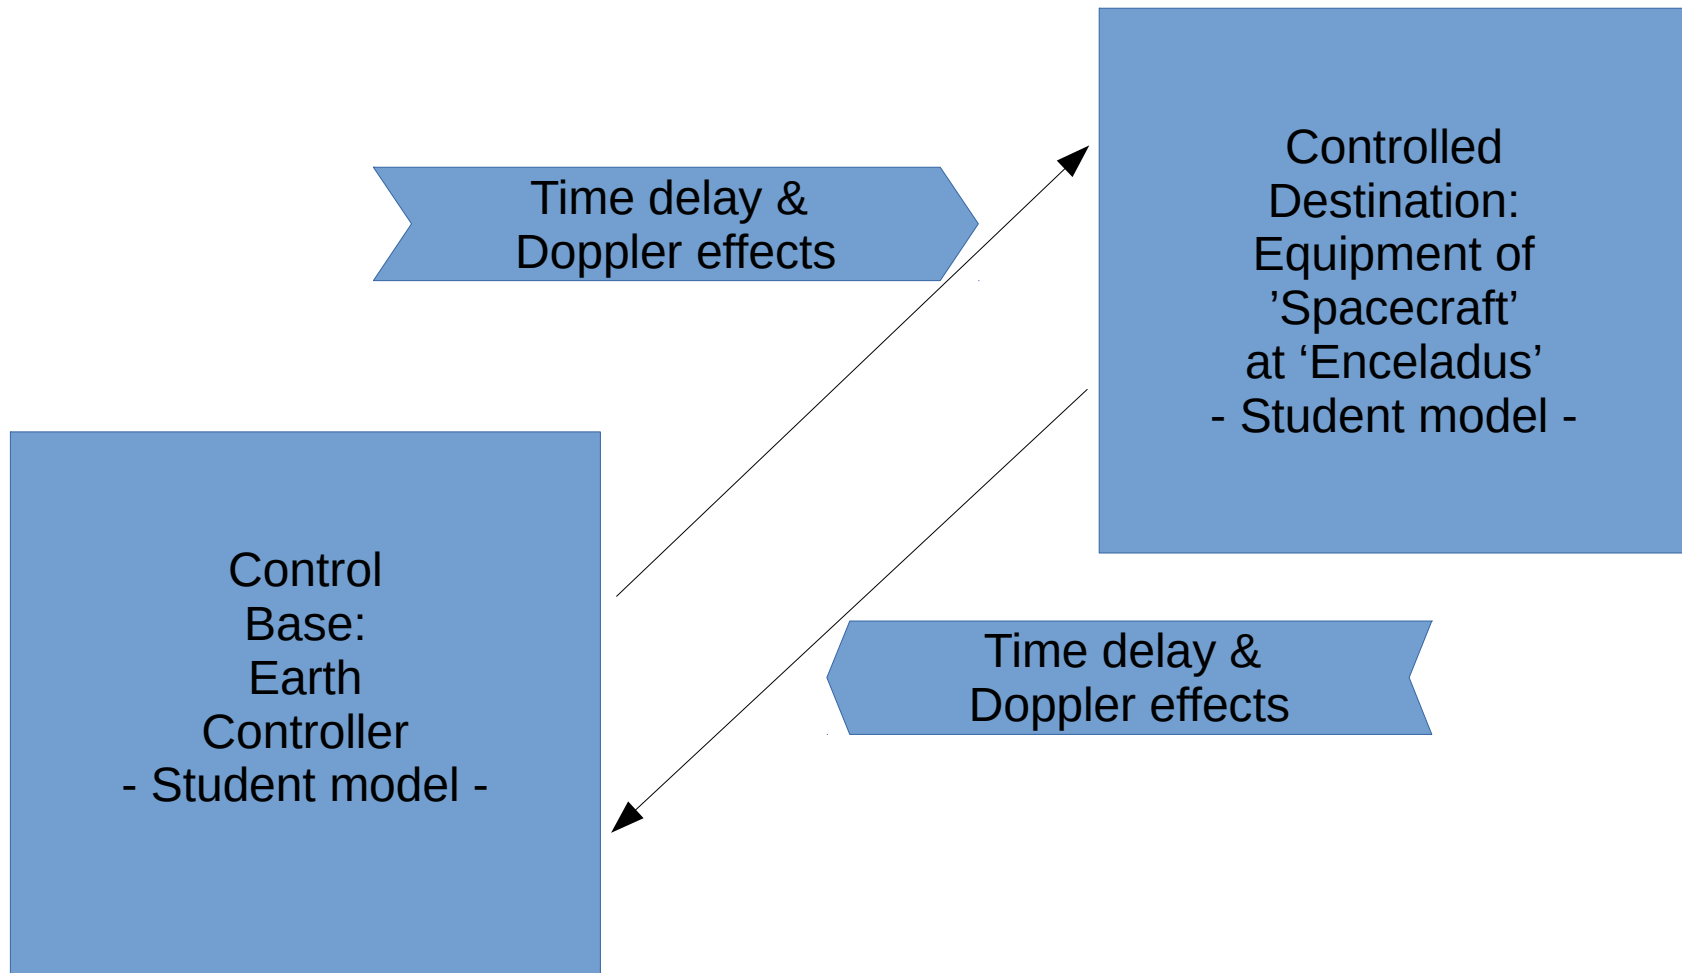 Time delay &
Doppler effects
Controlled
Destination:
Equipment of
’Spacecraft’
at ‘Enceladus’
- Student model -
Control
Base:
Earth
Controller
- Student model -
Time delay &
Doppler effects